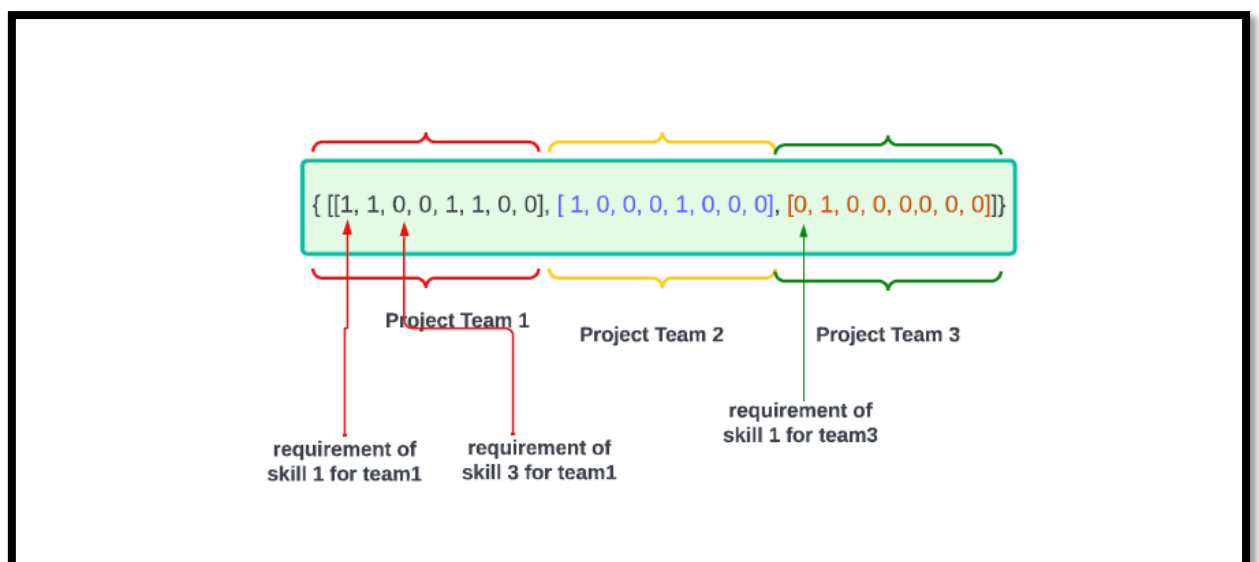 { [[1, 1, 0, 0, 1, 1, 0, 0], [ 1, 0, 0, 0, 1, 0, 0, 0], [0, 1, 0, 0, 0,0, 0, 0]]}
Project Team 1
Project Team 2
Project Team 3
requirement of
skill 1 for team1
requirement of
skill 3 for team1
requirement of
skill 1 for team3